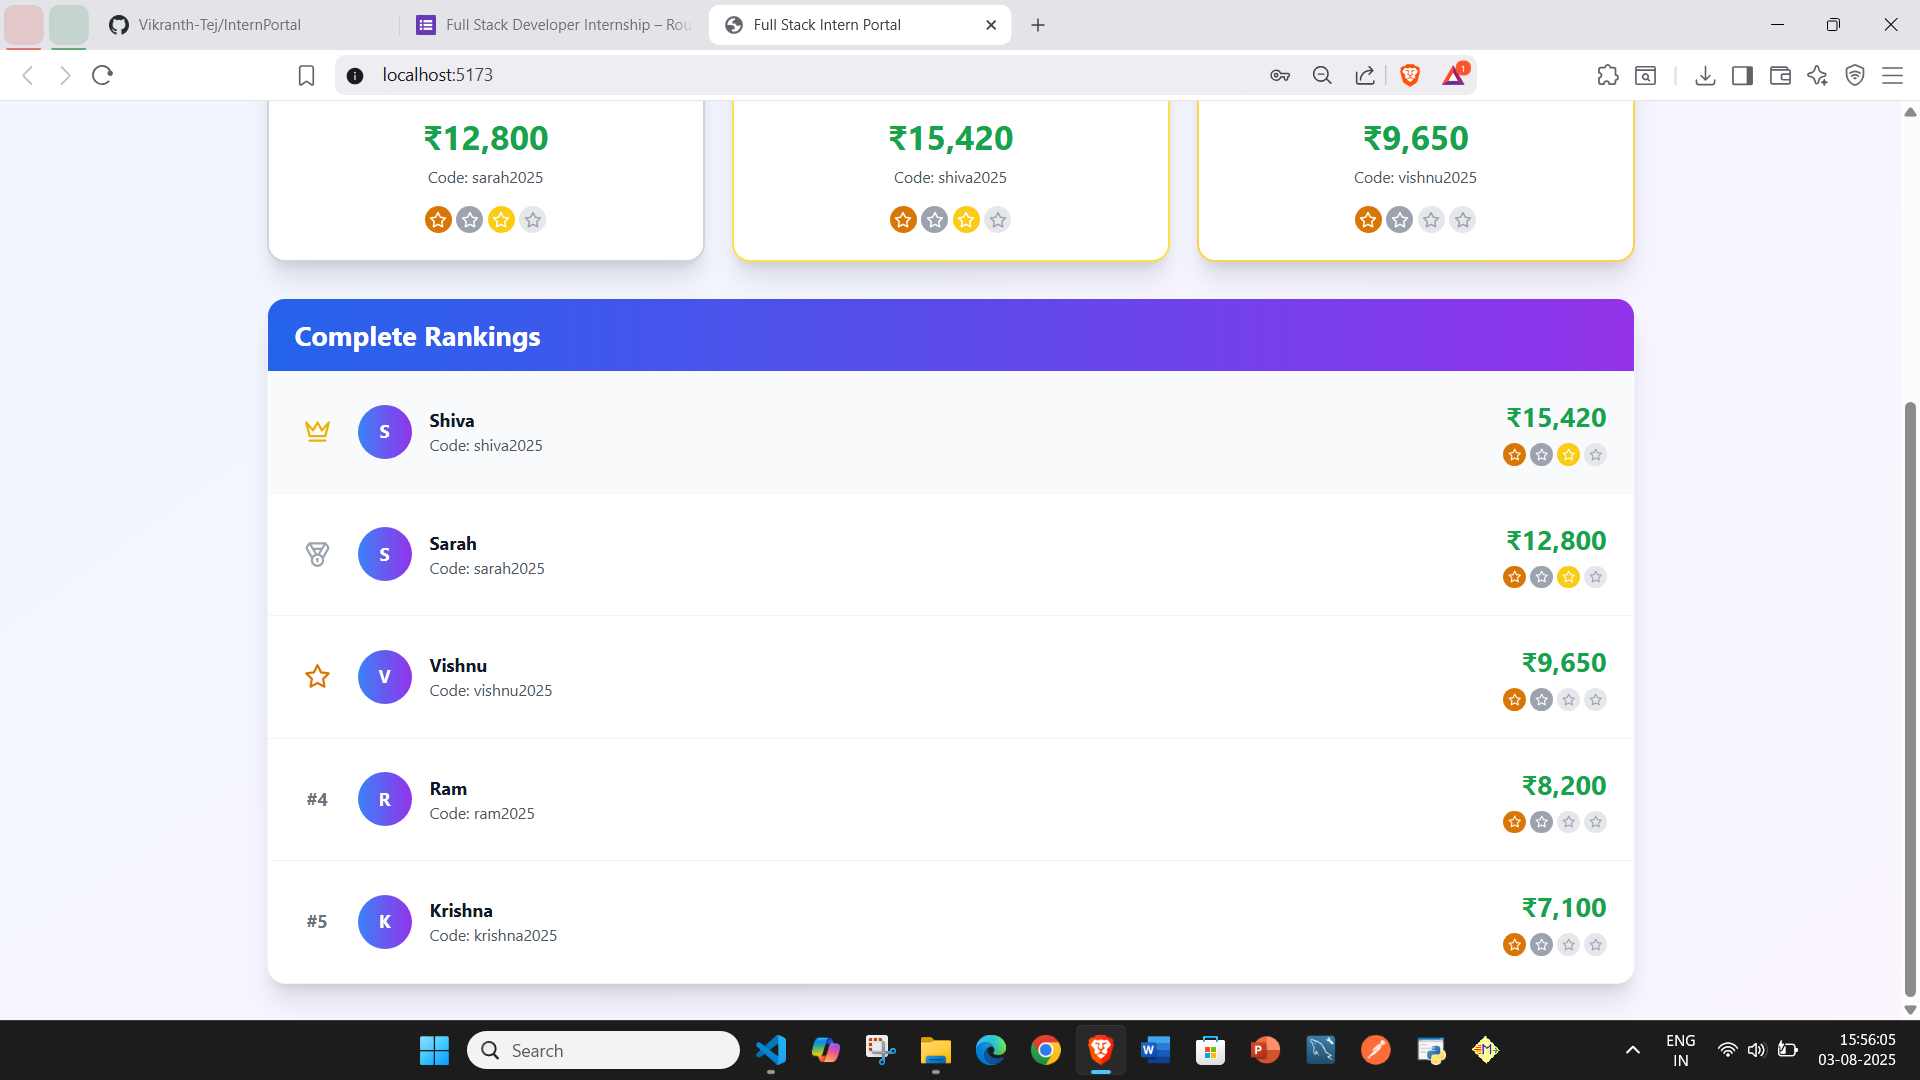 Vikranth-Tej/InternPortal
Full Stack Developer Internship – Rou
Full Stack Intern Portal
localhost:5173
1
₹12,800
Code: sarah2025
₹15,420
Code: shiva2025
₹9,650
Code: vishnu2025
Complete Rankings
S
Shiva
Code: shiva2025
₹15,420
S
Sarah
Code: sarah2025
₹12,800
V
Vishnu
Code: vishnu2025
₹9,650
#4
R
Ram
Code: ram2025
₹8,200
#5
K
Krishna
Code: krishna2025
₹7,100
Search
W
P
M
ENG
IN
15:56:05
03-08-2025